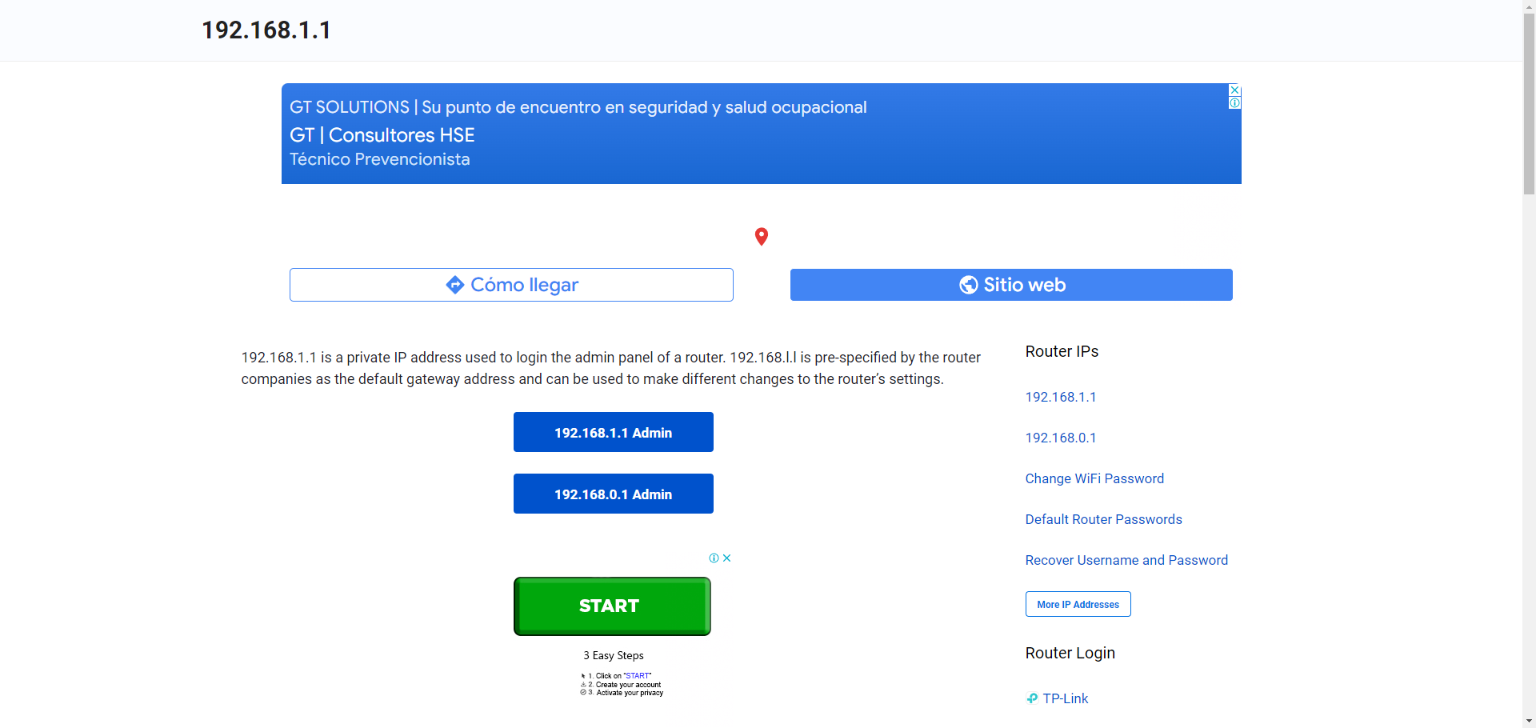 192.168.1.1
GT SOLUTIONS | Su punto de encuentro en seguridad y salud ocupacional
GT | Consultores HSE
Técnico Prevencionista
Cómo llegar
Sitio web
192.168.1.1 is a private IP address used to login the admin panel of a router. 192.168.l.l is pre-specified by the router
companies as the default gateway address and can be used to make different changes to the router's settings.
192.168.1.1 Admin
192.168.0.1 Admin
START
3 Easy Steps
1. Click on "START"
2. Create your account
3. Activate your privacy
Router IPs
192.168.1.1
192.168.0.1
Change WiFi Password
Default Router Passwords
Recover Username and Password
More IP Addresses
Router Login
TP-Link